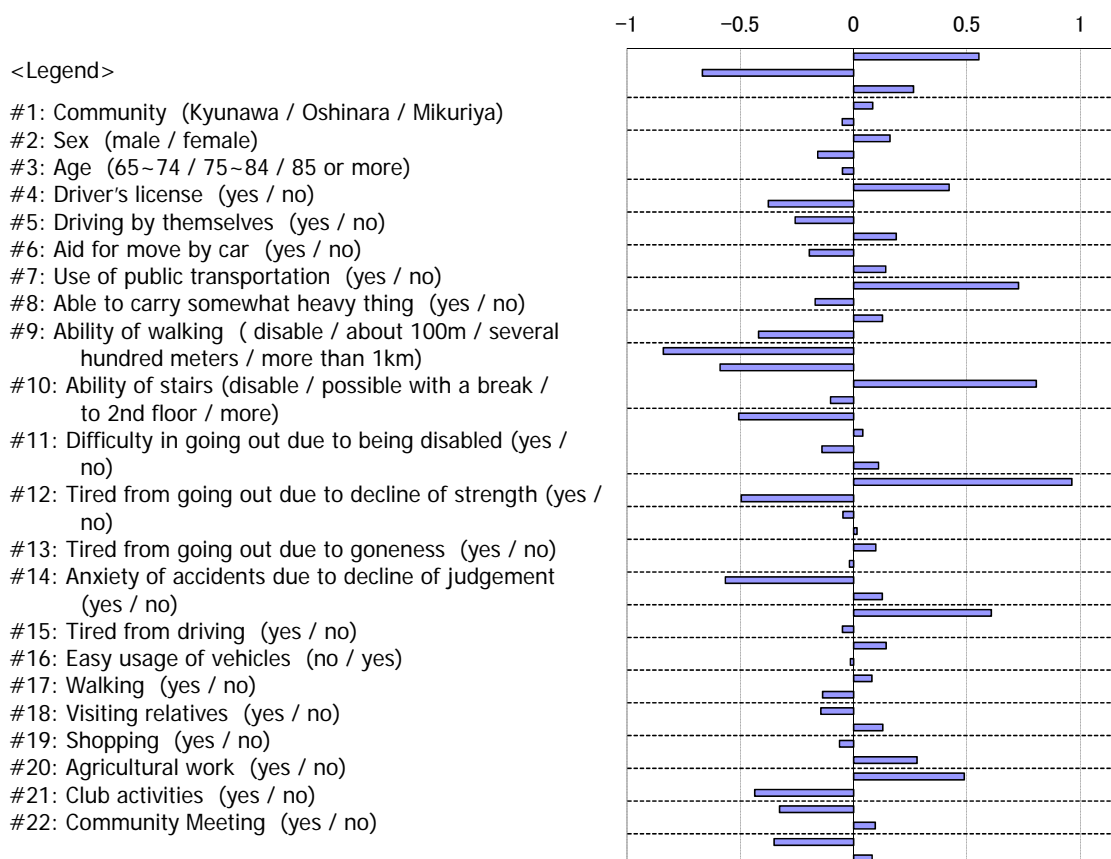 −1 −0.5 0 0.5 1
<Legend>
#1: Community (Kyunawa / Oshinara / Mikuriya)
#2: Sex (male / female)
#3: Age (65~74 / 75~84 / 85 or more)
#4: Driver's license (yes / no)
#5: Driving by themselves (yes / no)
#6: Aid for move by car (yes / no)
#7: Use of public transportation (yes / no)
#8: Able to carry somewhat heavy thing (yes / no)
#9: Ability of walking ( disable / about 100m / several
hundred meters / more than 1km)
#10: Ability of stairs (disable / possible with a break /
to 2nd floor / more)
#11: Difficulty in going out due to being disabled (yes /
no)
#12: Tired from going out due to decline of strength (yes /
no)
#13: Tired from going out due to goneness (yes / no)
#14: Anxiety of accidents due to decline of judgement
(yes / no)
#15: Tired from driving (yes / no)
#16: Easy usage of vehicles (no / yes)
#17: Walking (yes / no)
#18: Visiting relatives (yes / no)
#19: Shopping (yes / no)
#20: Agricultural work (yes / no)
#21: Club activities (yes / no)
#22: Community Meeting (yes / no)